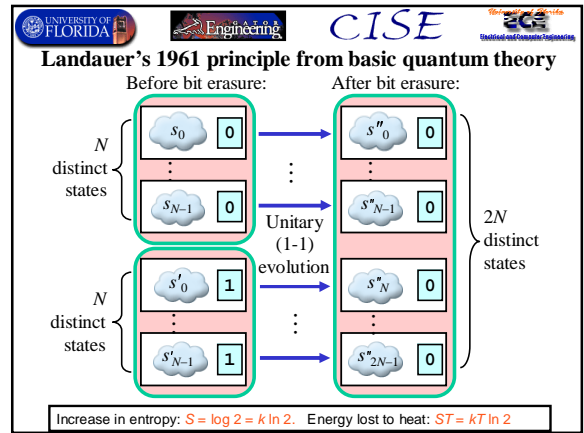 UNIVERSITY OF
FLORIDA
GATOR
Engineering
CISE
University of Florida
ECE
Electrical and Computer Engineering
Landauer's 1961 principle from basic quantum theory
Before bit erasure:
After bit erasure:
N
distinct
states
s0 0
⋮ ⋮
sN−1 0
s'0 1
⋮ ⋮
s'N−1 1
N
distinct
states
⋮
Unitary
(1-1)
evolution
⋮
s"0 0
⋮ ⋮
s"N−1 0
s"N 0
⋮ ⋮
s"2N−1 0
2N
distinct
states
Increase in entropy: S = log 2 = k ln 2. Energy lost to heat: ST = kT ln 2